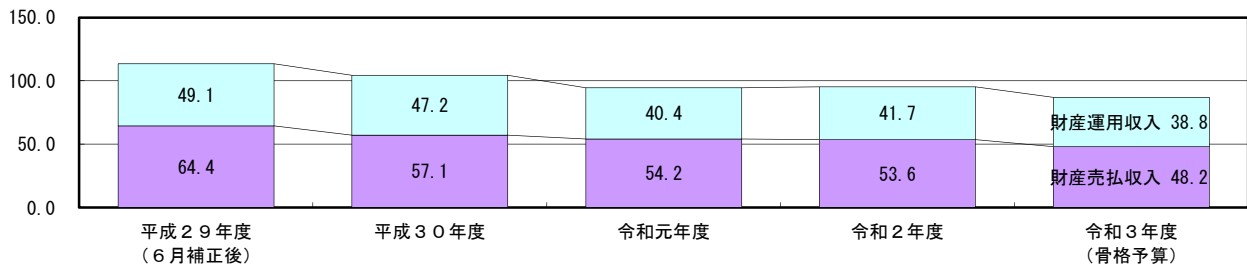 150.0
100.0
50.0
0.0
49.1
47.2
40.4
41.7
財産運用収入 38.8
64.4
57.1
54.2
53.6
財産売払収入 48.2
平成２９年度
（６月補正後）
平成３０年度
令和元年度
令和２年度
令和３年度
（骨格予算）